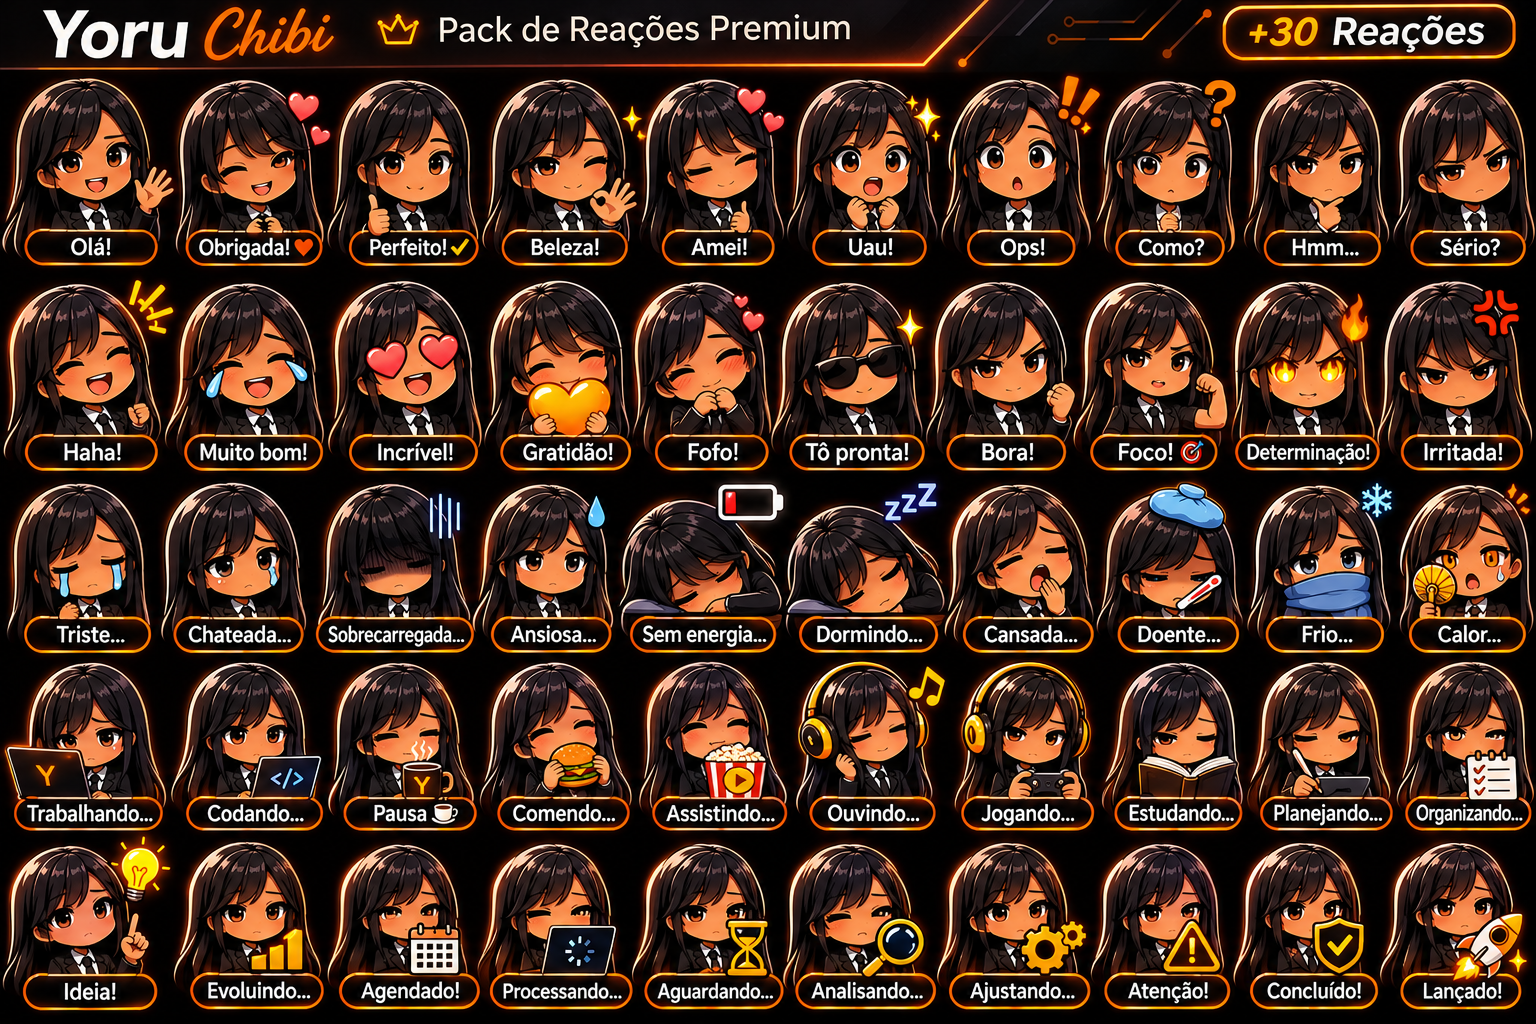 Yoru Chibi
Pack de Reações Premium
+30 Reações
Olá!
Obrigada!
Perfeito!
Beleza!
Amei!
Uau!
Ops!
Como?
Hmm...
Sério?
Haha!
Muito bom!
Incrível!
Gratidão!
Fofo!
Tô pronta!
Bora!
Foco!
Determinação!
Irritada!
Triste...
Chateada...
Sobrecarregada...
Ansiosa...
Sem energia...
zzz
Dormindo...
Cansada...
Doente...
Frio...
Calor...
Y
Trabalhando...
</>
Codando...
Y
Pausa
Comendo...
Assistindo...
Ouvindo...
Jogando...
Estudando...
Planejando...
Organizando...
Ideia!
Evoluindo...
Agendado!
Processando...
Aguardando...
Analisando...
Ajustando...
Atenção!
Concluído!
Lançado!